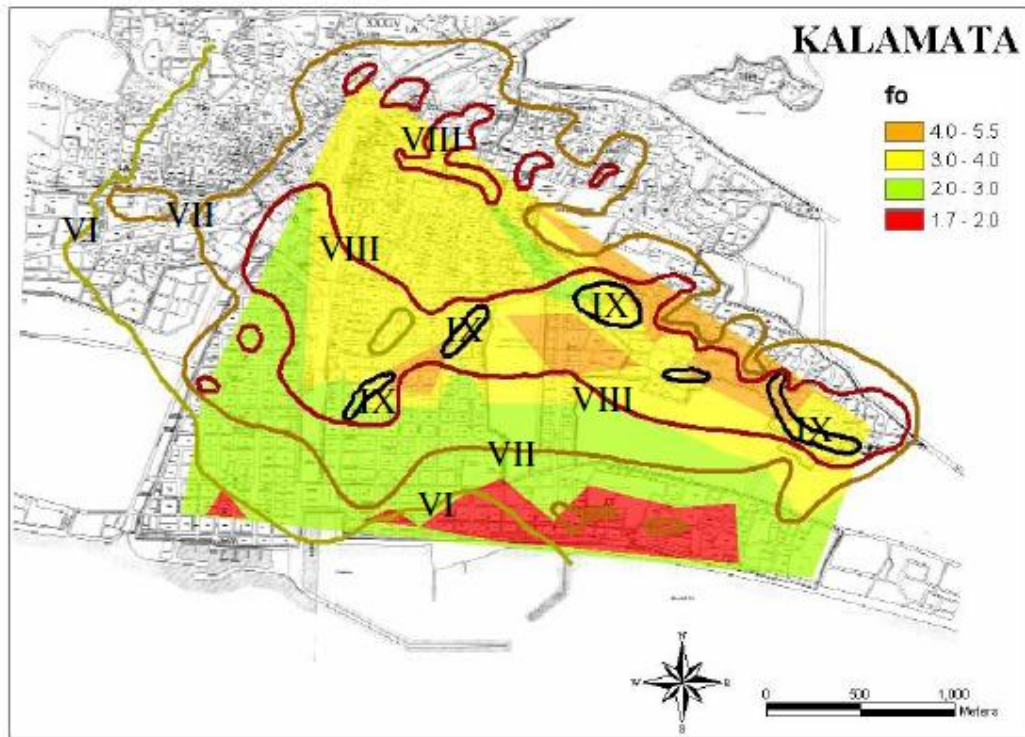 KALAMATA
fo
4.0 - 5.5
3.0 - 4.0
2.0 - 3.0
1.7 - 2.0
XXXIV
VIII
VI
VII
VIII
IX
IX
IX
VIII
IX
VII
VI
N
W
E
S
0 500 1,000
Meters